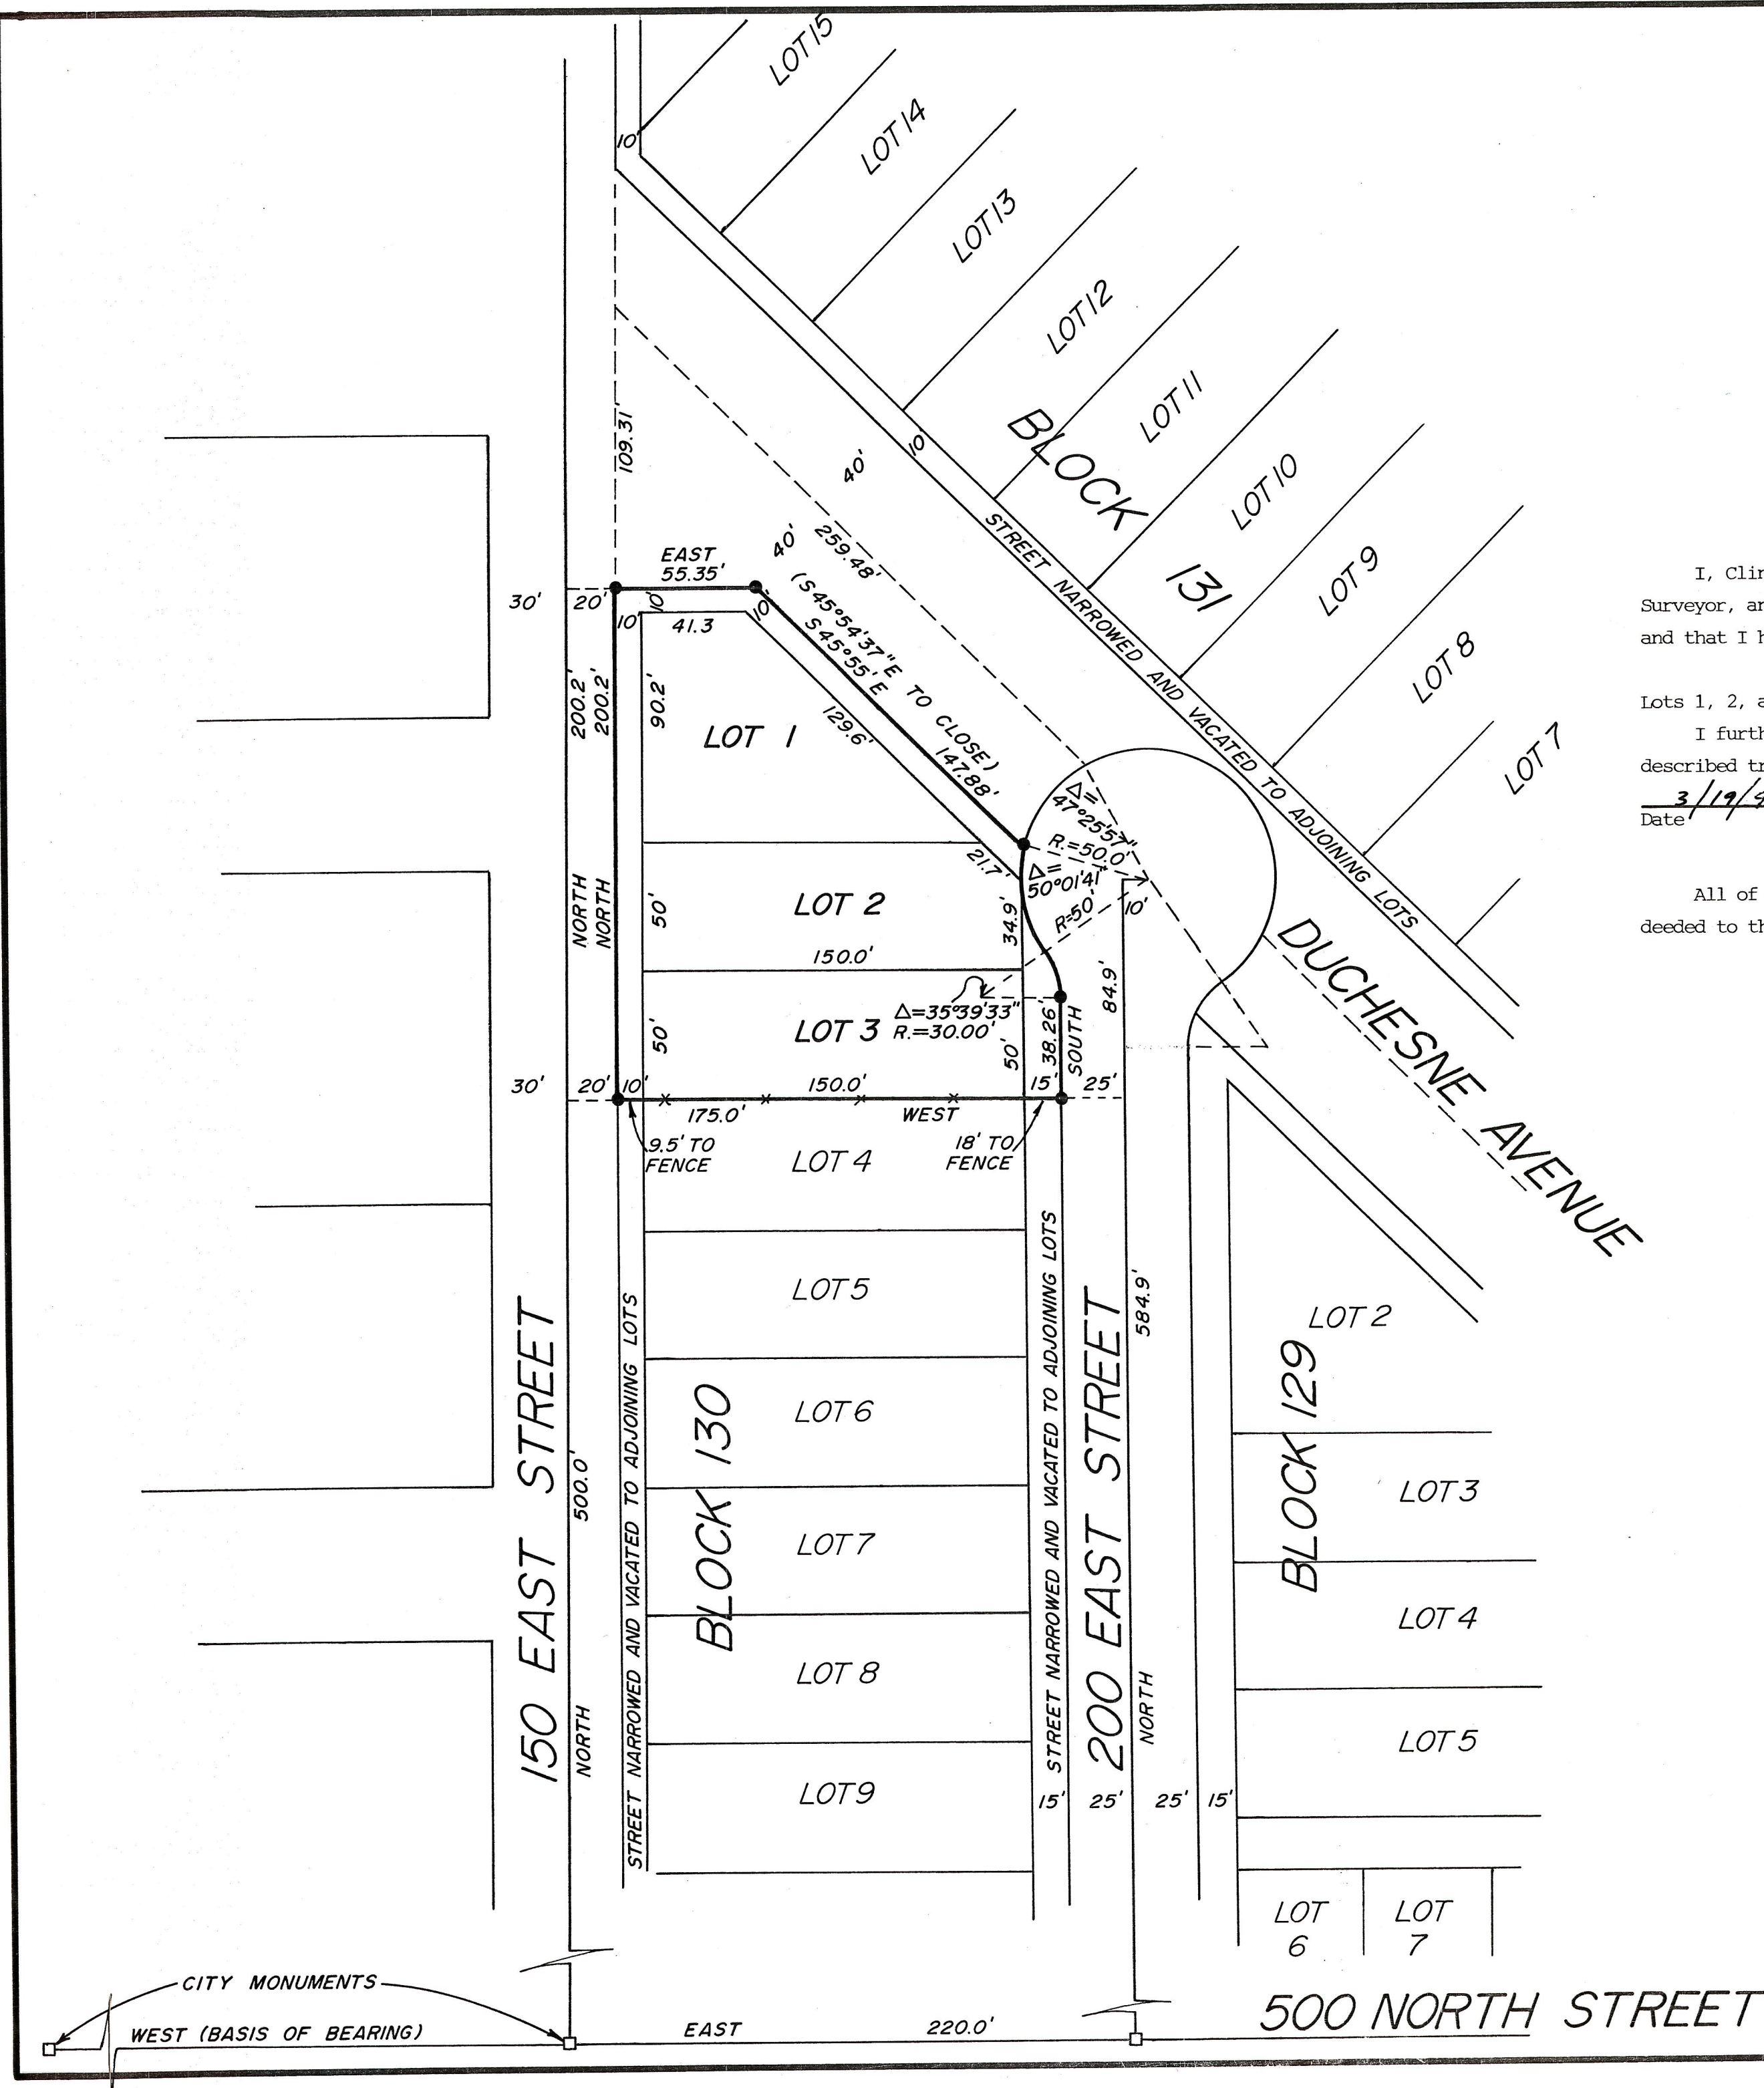 LOT 15
10'
LOT 14
LOT 13
LOT 12
LOT 11
BLOCK 131
LOT 10
LOT 9
LOT 8
LOT 7
109.31'
40'
10'
STREET NARROWED AND VACATED TO ADJOINING LOTS
40'
259.48'
EAST
55.35'
(S45°54'37"E TO CLOSE)
S45°55'E
147.88'
30'
20'
10'
10'
10'
41.3
200.2'
200.2'
90.2'
129.6'
LOT 1
I, Clin
Surveyor, an
and that I h
Lots 1, 2, a
I furth
described tr
3/19/9
Date
All of
deeded to th
Δ=
47°25'57"
R.=50.0'
Δ=
50°01'41"
R=50'
10'
21.7'
NORTH
NORTH
50'
LOT 2
34.9'
150.0'
84.9'
DUCHESNE AVENUE
50'
LOT 3
Δ=35°39'33"
R.=30.00'
50'
38.26'
SOUTH
30'
20'
10'
150.0'
15'
25'
175.0'
WEST
9.5' TO
FENCE
18' TO
FENCE
LOT 4
LOT 5
LOT 6
LOT 7
LOT 8
LOT 9
BLOCK 130
150 EAST STREET
500.0'
NORTH
STREET NARROWED AND VACATED TO ADJOINING LOTS
STREET NARROWED AND VACATED TO ADJOINING LOTS
200 EAST STREET
584.9'
NORTH
15'
25'
25'
15'
BLOCK 129
LOT 2
LOT 3
LOT 4
LOT 5
LOT
6
LOT
7
CITY MONUMENTS
WEST (BASIS OF BEARING)
EAST
220.0'
500 NORTH STREET